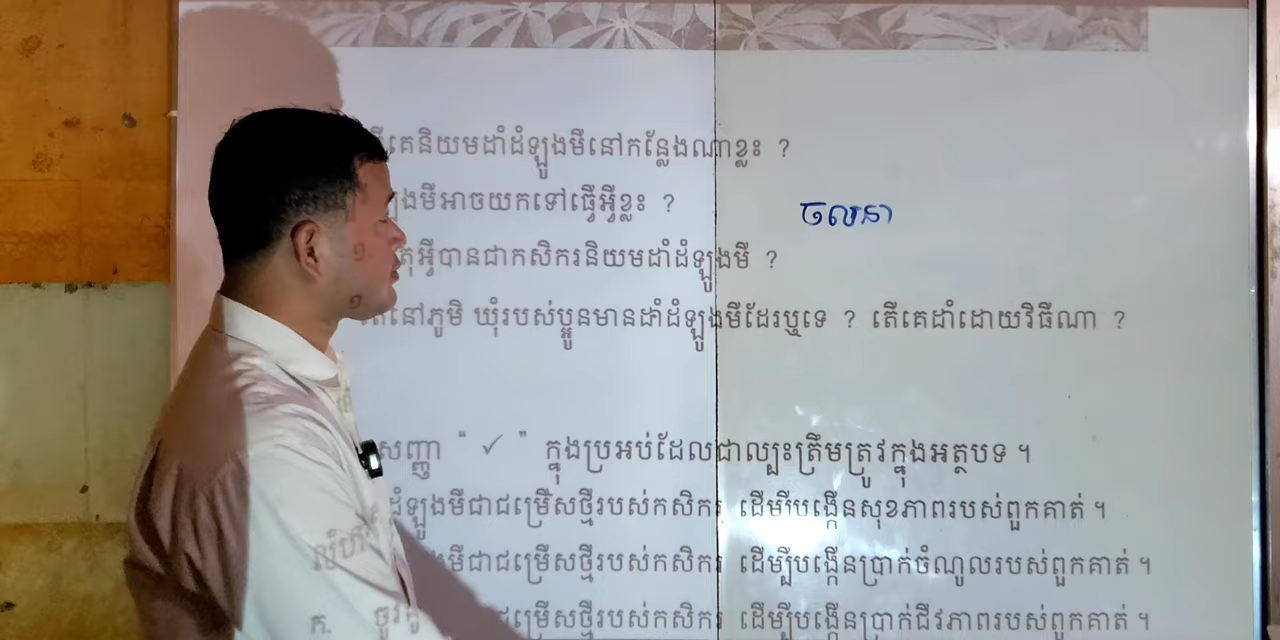 គេនិយមដាំដំឡូងមីនៅកន្លែងណាខ្លះ ?
ងមីអាចយកទៅធ្វើអ្វីខ្លះ ?
ចលនា
តុអ្វីបានជាកសិករនិយមដាំដំឡូងមី ?
នៅភូមិ ឃុំរបស់ប្អូនមានដាំដំឡូងមីដែរឬទេ ? តើគេដាំដោយវិធីណា ?
សញ្ញា “ ✓ ” ក្នុងប្រអប់ដែលជាល្បះត្រឹមត្រូវក្នុងអត្ថបទ ។
ដំឡូងមីជាជម្រើសថ្មីរបស់កសិករ ដើម្បីបង្កើនសុខភាពរបស់ពួកគាត់ ។
លំហាត់
ងមីជាជម្រើសថ្មីរបស់កសិករ ដើម្បីបង្កើនប្រាក់ចំណូលរបស់ពួកគាត់ ។
ក. ជាជម្រើសថ្មីរបស់កសិករ ដើម្បីបង្កើនប្រាក់ជីវភាពរបស់ពួកគាត់ ។